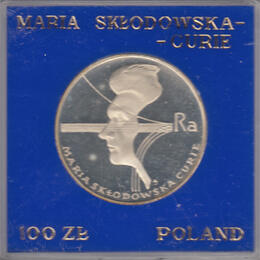 MARIA SKŁODOWSKA-
-CURIE
Ra
MARIA SKŁODOWSKA CURIE
100 ZŁ POLAND